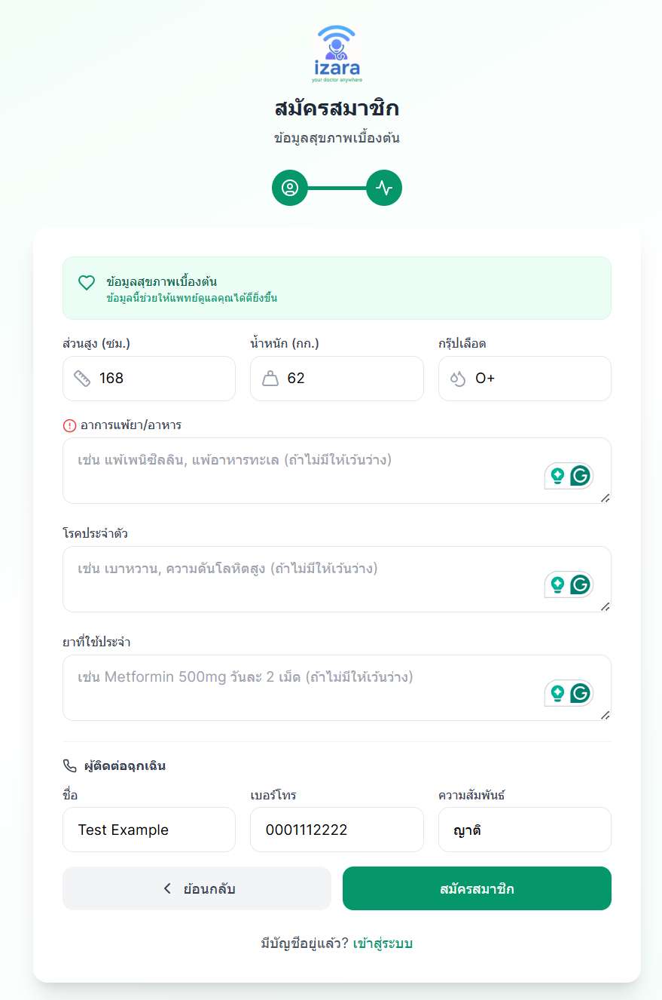 izara
your doctor anywhere
สมัครสมาชิก
ข้อมูลสุขภาพเบื้องต้น
ข้อมูลสุขภาพเบื้องต้น
ข้อมูลนี้ช่วยให้แพทย์ดูแลคุณได้ดียิ่งขึ้น
ส่วนสูง (ซม.) น้ำหนัก (กก.) กรุ๊ปเลือด
168 62 O+
อาการแพ้ยา/อาหาร
เช่น แพ้เพนิซิลลิน, แพ้อาหารทะเล (ถ้าไม่มีให้เว้นว่าง)
โรคประจำตัว
เช่น เบาหวาน, ความดันโลหิตสูง (ถ้าไม่มีให้เว้นว่าง)
ยาที่ใช้ประจำ
เช่น Metformin 500mg วันละ 2 เม็ด (ถ้าไม่มีให้เว้นว่าง)
ผู้ติดต่อฉุกเฉิน
ชื่อ เบอร์โทร ความสัมพันธ์
Test Example 0001112222 ญาติ
ย้อนกลับ สมัครสมาชิก
มีบัญชีอยู่แล้ว? เข้าสู่ระบบ